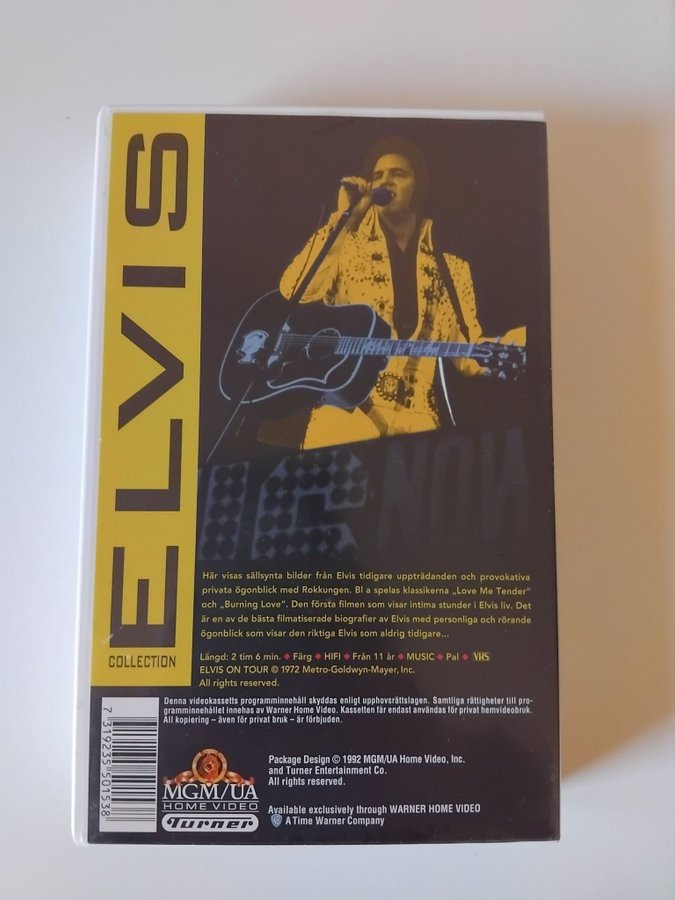 ELVIS
COLLECTION
NOW
Här visas sällsynta bilder från Elvis tidigare uppträdanden och provokativa
privata ögonblick med Rokkungen. Bl a spelas klassikerna „Love Me Tender"
och „Burning Love". Den första filmen som visar intima stunder i Elvis liv. Det
är en av de bästa filmatiserade biografier av Elvis med personliga och rörande
ögonblick som visar den riktiga Elvis som aldrig tidigare...
Längd: 2 tim 6 min. ◆ Färg ◆ HIFI ◆ Från 11 år ◆ MUSIC ◆ Pal ◆ VHS
ELVIS ON TOUR © 1972 Metro-Goldwyn-Mayer, Inc.
All rights reserved.
Denna videokassetts programinnehåll skyddas enligt upphovsrättslagen. Samtliga rättigheter till pro-
gramminnehållet innehas av Warner Home Video. Kassetten får endast användas för privat hemvideobruk.
All kopiering – även för privat bruk – är förbjuden.
7 319235 501538
MGM/UA
HOME VIDEO
Turner
Package Design © 1992 MGM/UA Home Video, Inc.
and Turner Entertainment Co.
All rights reserved.
Available exclusively through WARNER HOME VIDEO
A Time Warner Company